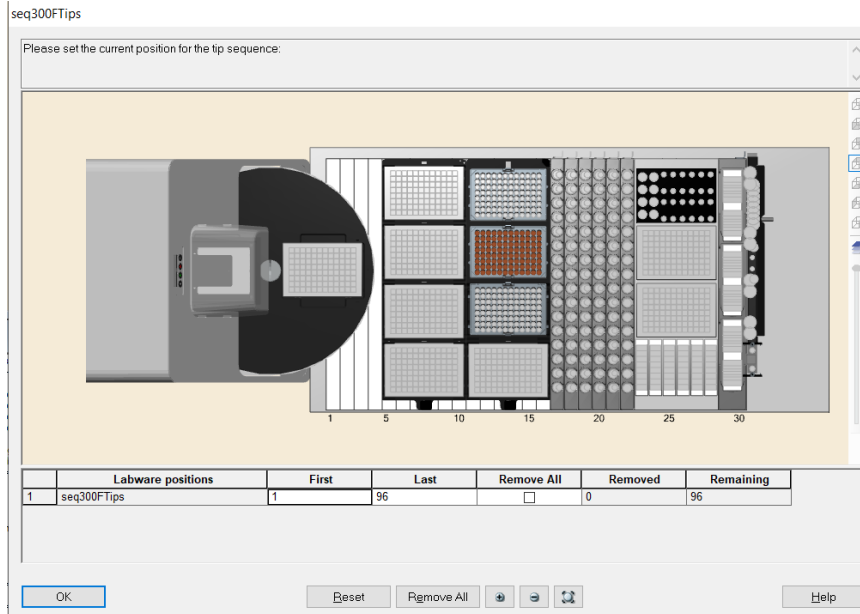 seq300FTips
Please set the current position for the tip sequence:
1 5 10 15 20 25 30
Labware positions First Last Remove All Removed Remaining
1 seq300FTips 1 96 0 96
OK Reset Remove All Help